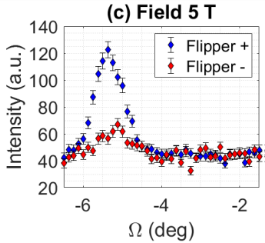 (c) Field 5 T
140
120
100
80
60
40
20
Intensity (a.u.)
Flipper +
Flipper -
-6
-4
-2
Ω (deg)